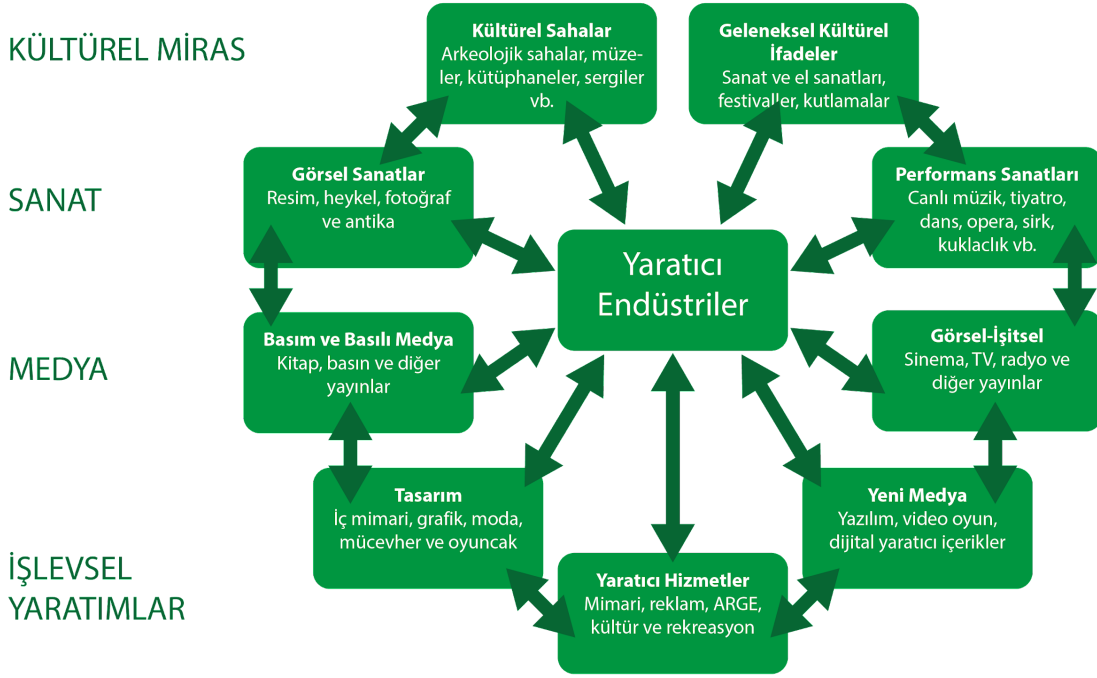 KÜLTÜREL MİRAS
Kültürel Sahalar
Arkeolojik sahalar, müze-
ler, kütüphaneler, sergiler
vb.
Geleneksel Kültürel
İfadeler
Sanat ve el sanatları,
festivaller, kutlamalar
SANAT
Görsel Sanatlar
Resim, heykel, fotoğraf
ve antika
Performans Sanatları
Canlı müzik, tiyatro,
dans, opera, sirk,
kuklaclık vb.
Yaratıcı
Endüstriler
MEDYA
Basım ve Basılı Medya
Kitap, basın ve diğer
yayınlar
Görsel-İşitsel
Sinema, TV, radyo ve
diğer yayınlar
İŞLEVSEL
YARATIMLAR
Tasarım
İç mimari, grafik, moda,
mücevher ve oyuncak
Yaratıcı Hizmetler
Mimari, reklam, ARGE,
kültür ve rekreasyon
Yeni Medya
Yazılım, video oyun,
dijital yaratıcı içerikler